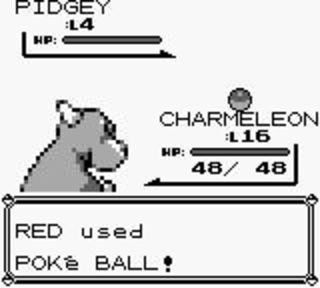 PIDGEY
:L4
HP:
CHARMELEON
:L16
HP:
48/ 48
RED used
POKé BALL!